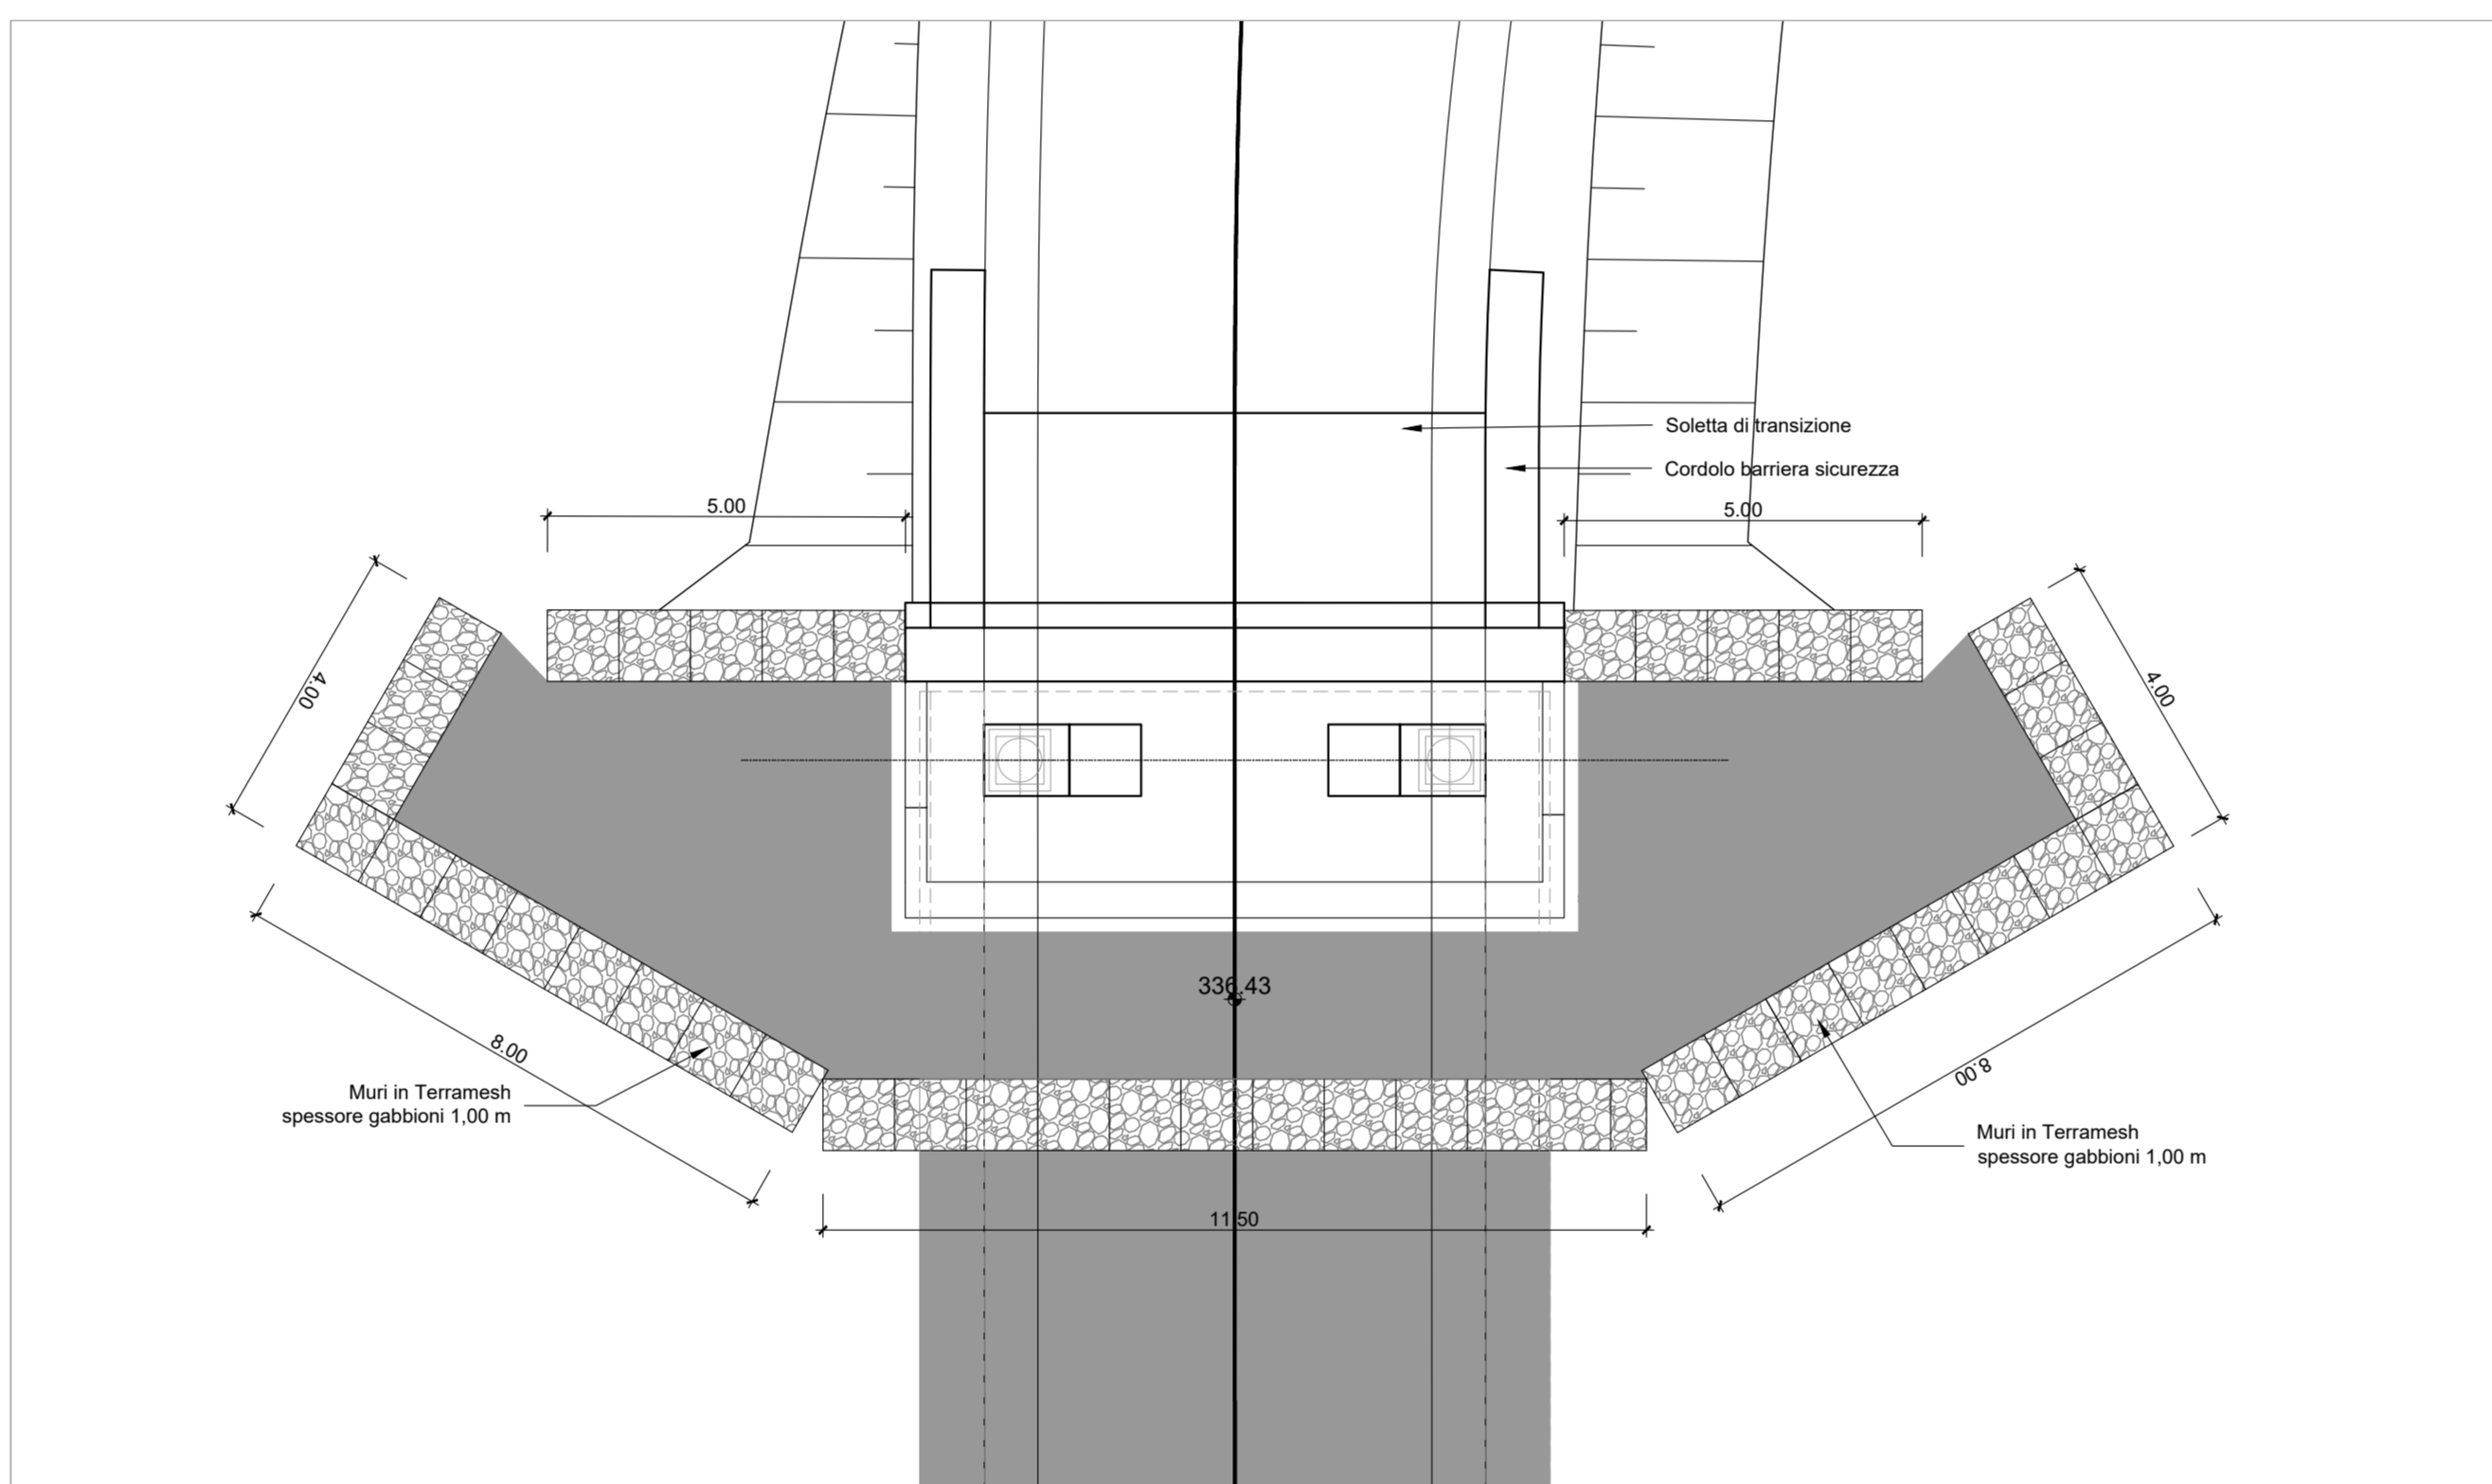 Soletta di transizione
Cordolo barriera sicurezza
5.00
5.00
4.00
4.00
336.43
8.00
8.00
Muri in Terramesh
spessore gabbioni 1,00 m
Muri in Terramesh
spessore gabbioni 1,00 m
11.50